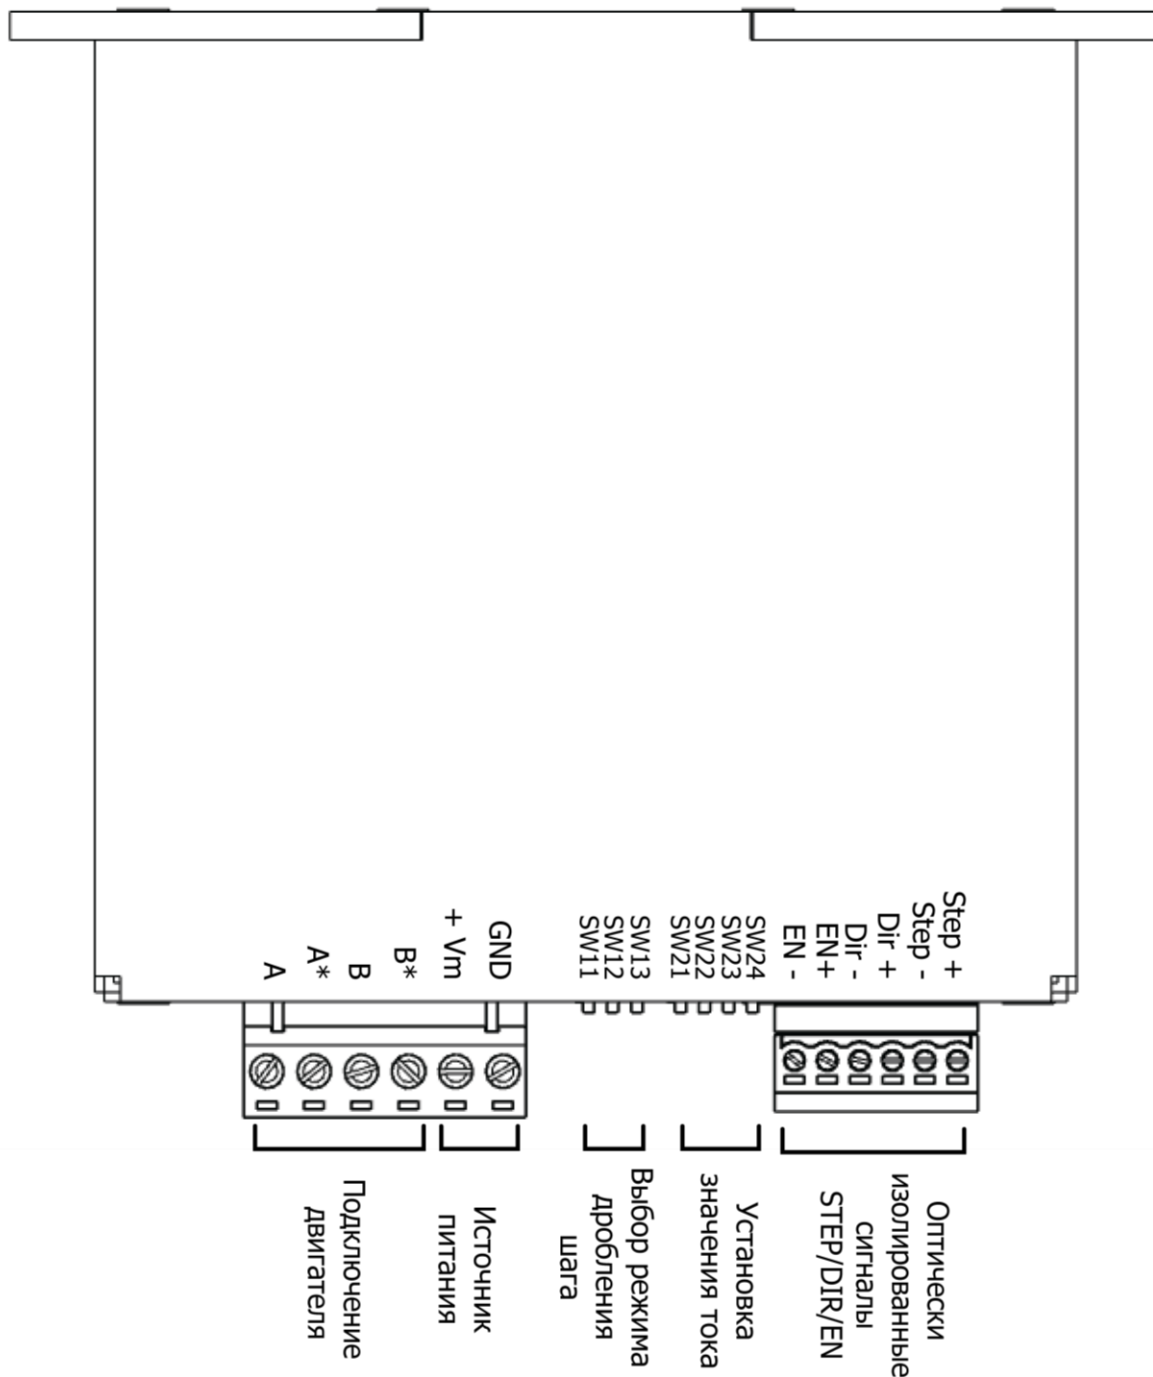 A
A*
B
B*
+ Vm
GND
SW11
SW12
SW13
SW21
SW22
SW23
SW24
EN -
EN+
Dir -
Dir +
Step -
Step +
Подключение
двигателя
Источник
питания
Выбор режима
дробления
шага
Установка
значения тока
Оптически
изолированные
сигналы
STEP/DIR/EN